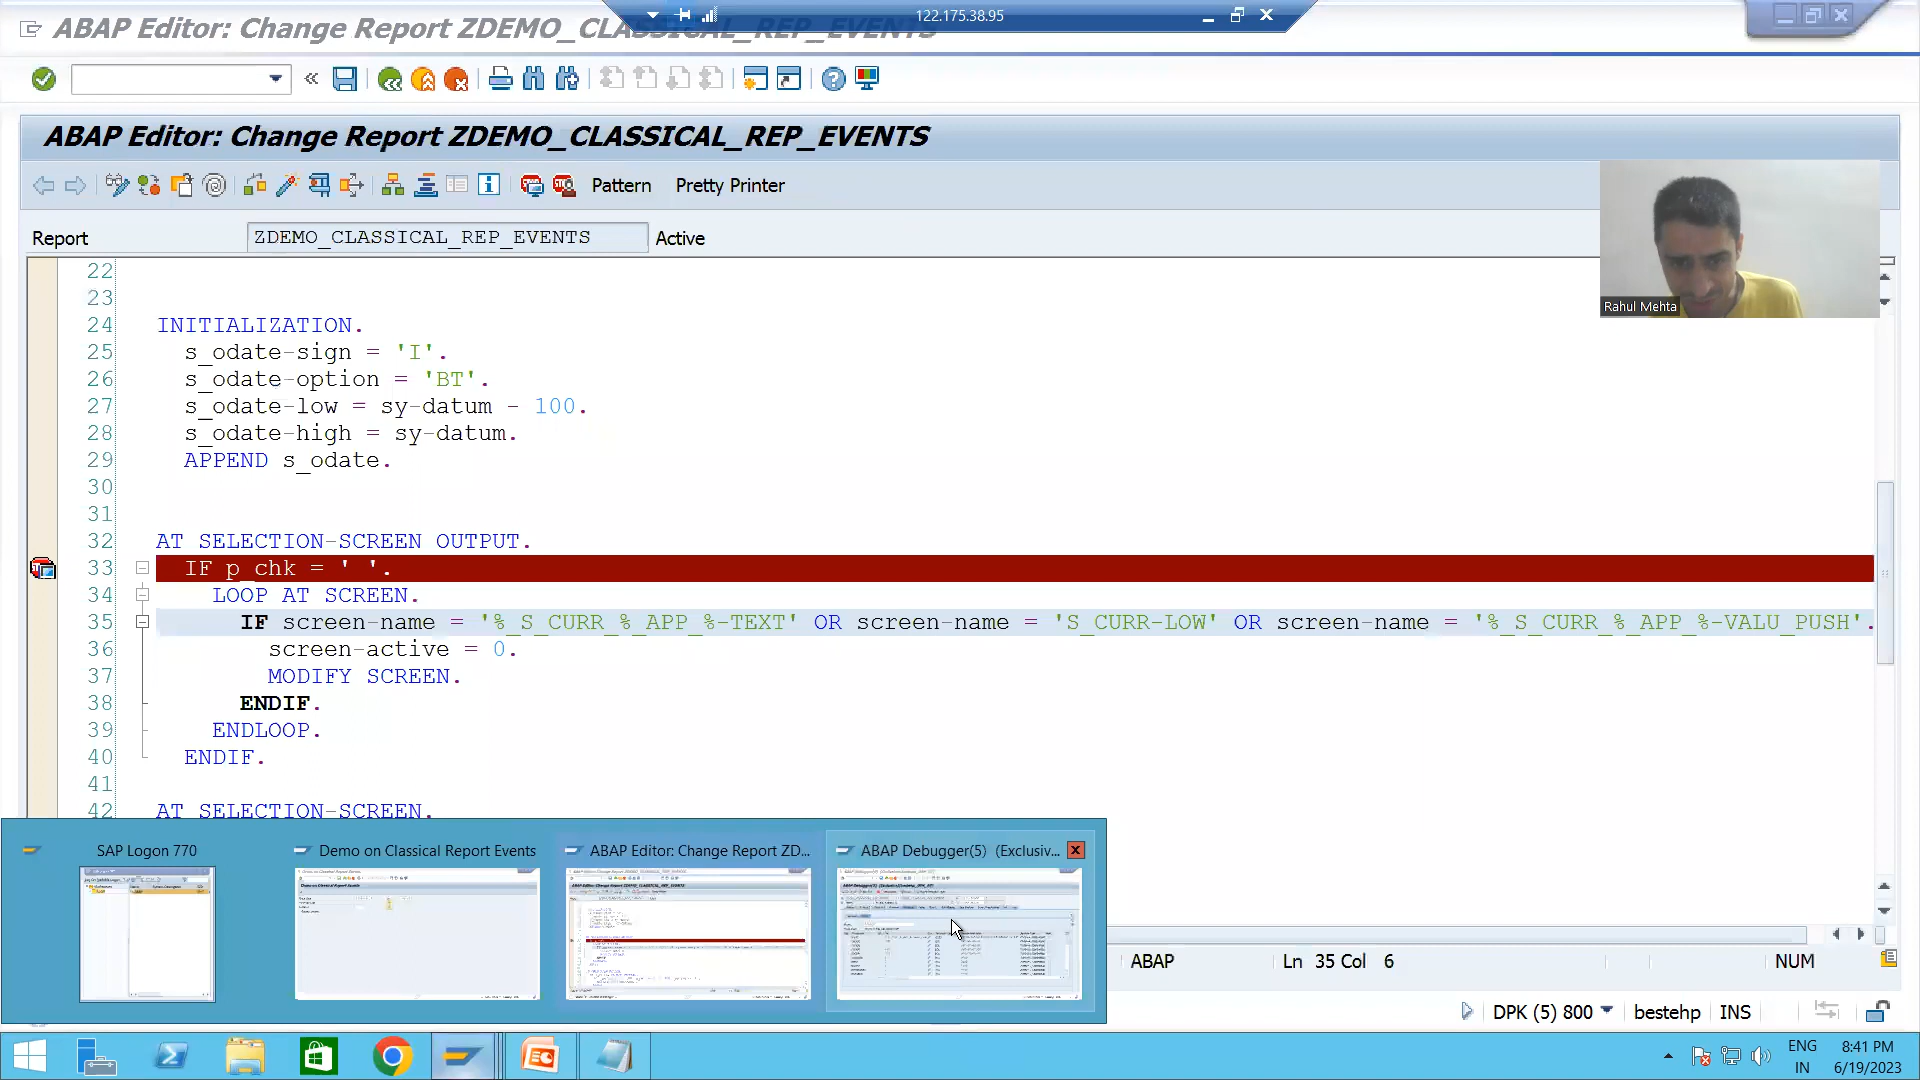 122.175.38.95
ABAP Editor: Change Report ZDEMO_CLASSICAL_REP_EVENTS
ABAP Editor: Change Report ZDEMO_CLASSICAL_REP_EVENTS
Pattern Pretty Printer
Report ZDEMO_CLASSICAL_REP_EVENTS Active
Rahul Mehta
22
23
24 INITIALIZATION.
25 s_odate-sign = 'I'.
26 s_odate-option = 'BT'.
27 s_odate-low = sy-datum - 100.
28 s_odate-high = sy-datum.
29 APPEND s_odate.
30
31
32 AT SELECTION-SCREEN OUTPUT.
33 IF p_chk = ' '.
34 LOOP AT SCREEN.
35 IF screen-name = '%_S_CURR_%_APP_%-TEXT' OR screen-name = 'S_CURR-LOW' OR screen-name = '%_S_CURR_%_APP_%-VALU_PUSH'.
36 screen-active = 0.
37 MODIFY SCREEN.
38 ENDIF.
39 ENDLOOP.
40 ENDIF.
41
42 AT SELECTION-SCREEN.
SAP Logon 770
Demo on Classical Report Events
ABAP Editor: Change Report ZD...
ABAP Debugger(5) (Exclusiv...
ABAP Ln 35 Col 6 NUM
DPK (5) 800 bestehp INS
ENG
IN
8:41 PM
6/19/2023